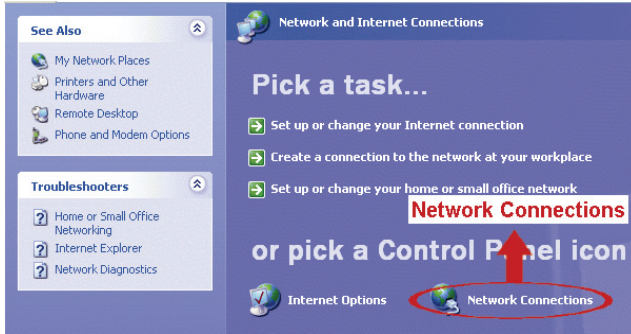 See Also
My Network Places
Printers and Other
Hardware
Remote Desktop
Phone and Modem Options
Troubleshooters
Home or Small Office
Networking
Internet Explorer
Network Diagnostics
Network and Internet Connections
Pick a task...
Set up or change your Internet connection
Create a connection to the network at your workplace
Set up or change your home or small office network
Network Connections
or pick a Control Panel icon
Internet Options
Network Connections